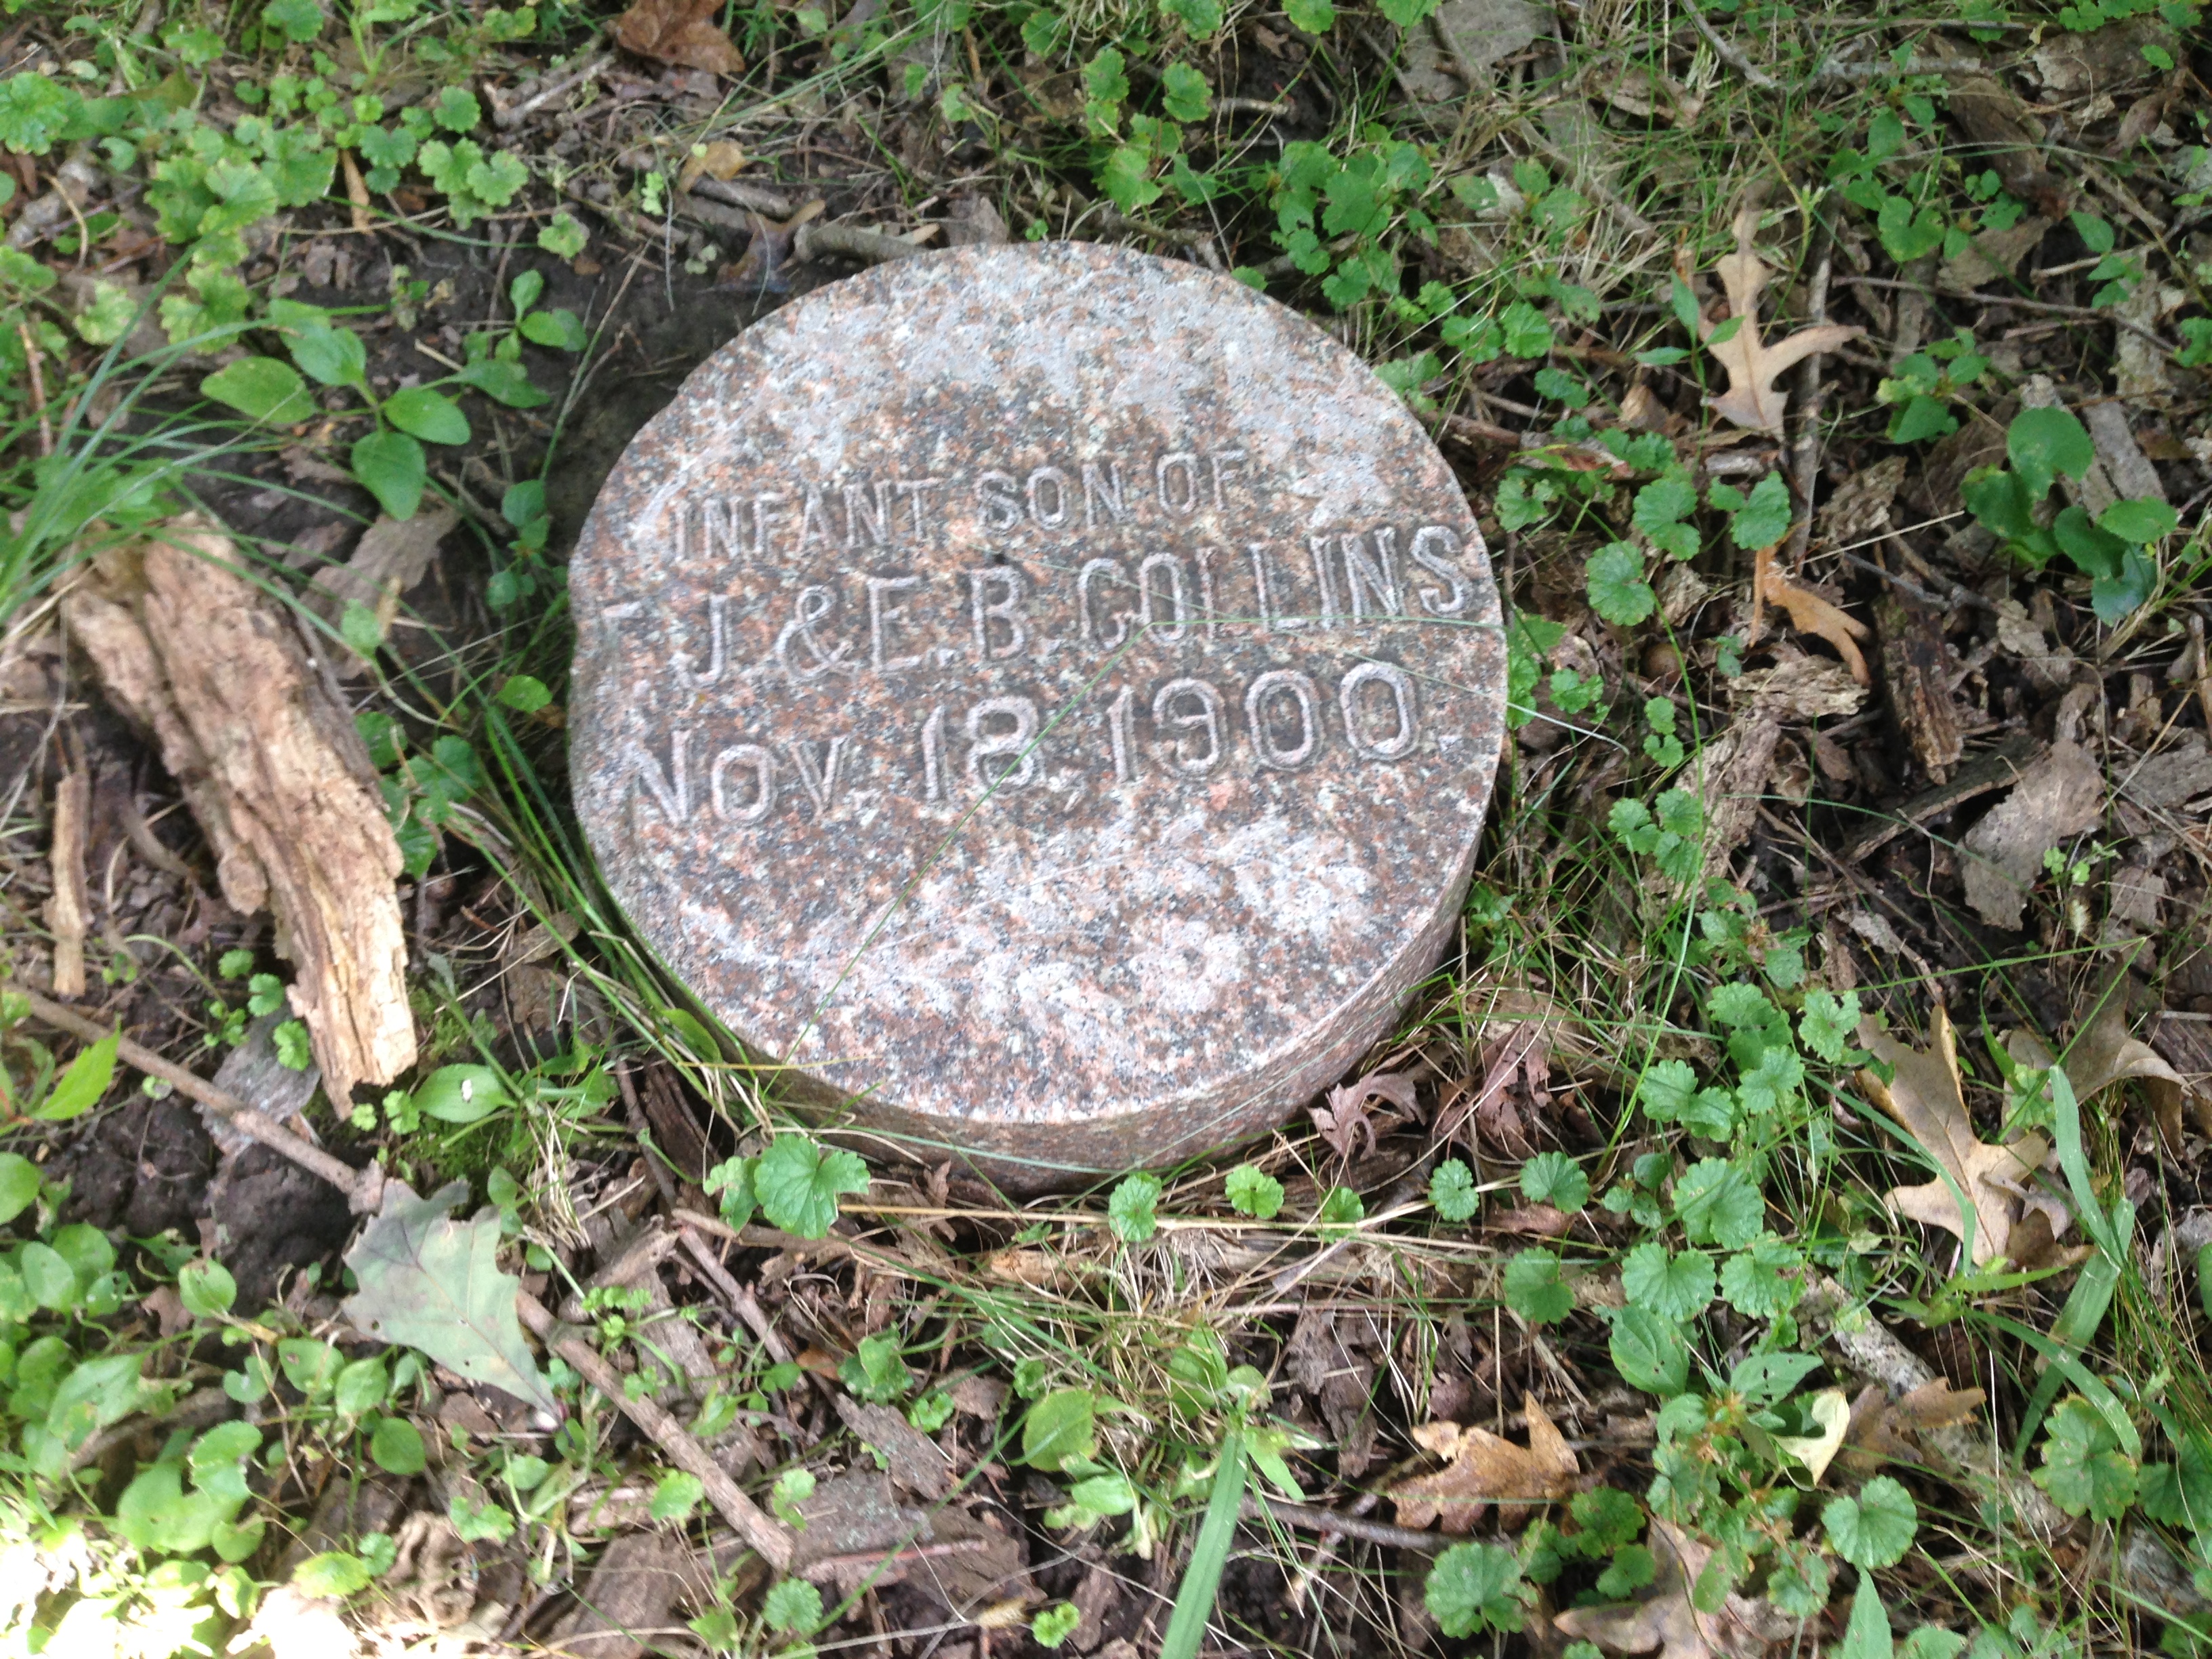 INFANT SON OF
J. & E. B. COLLINS
NOV. 18, 1900